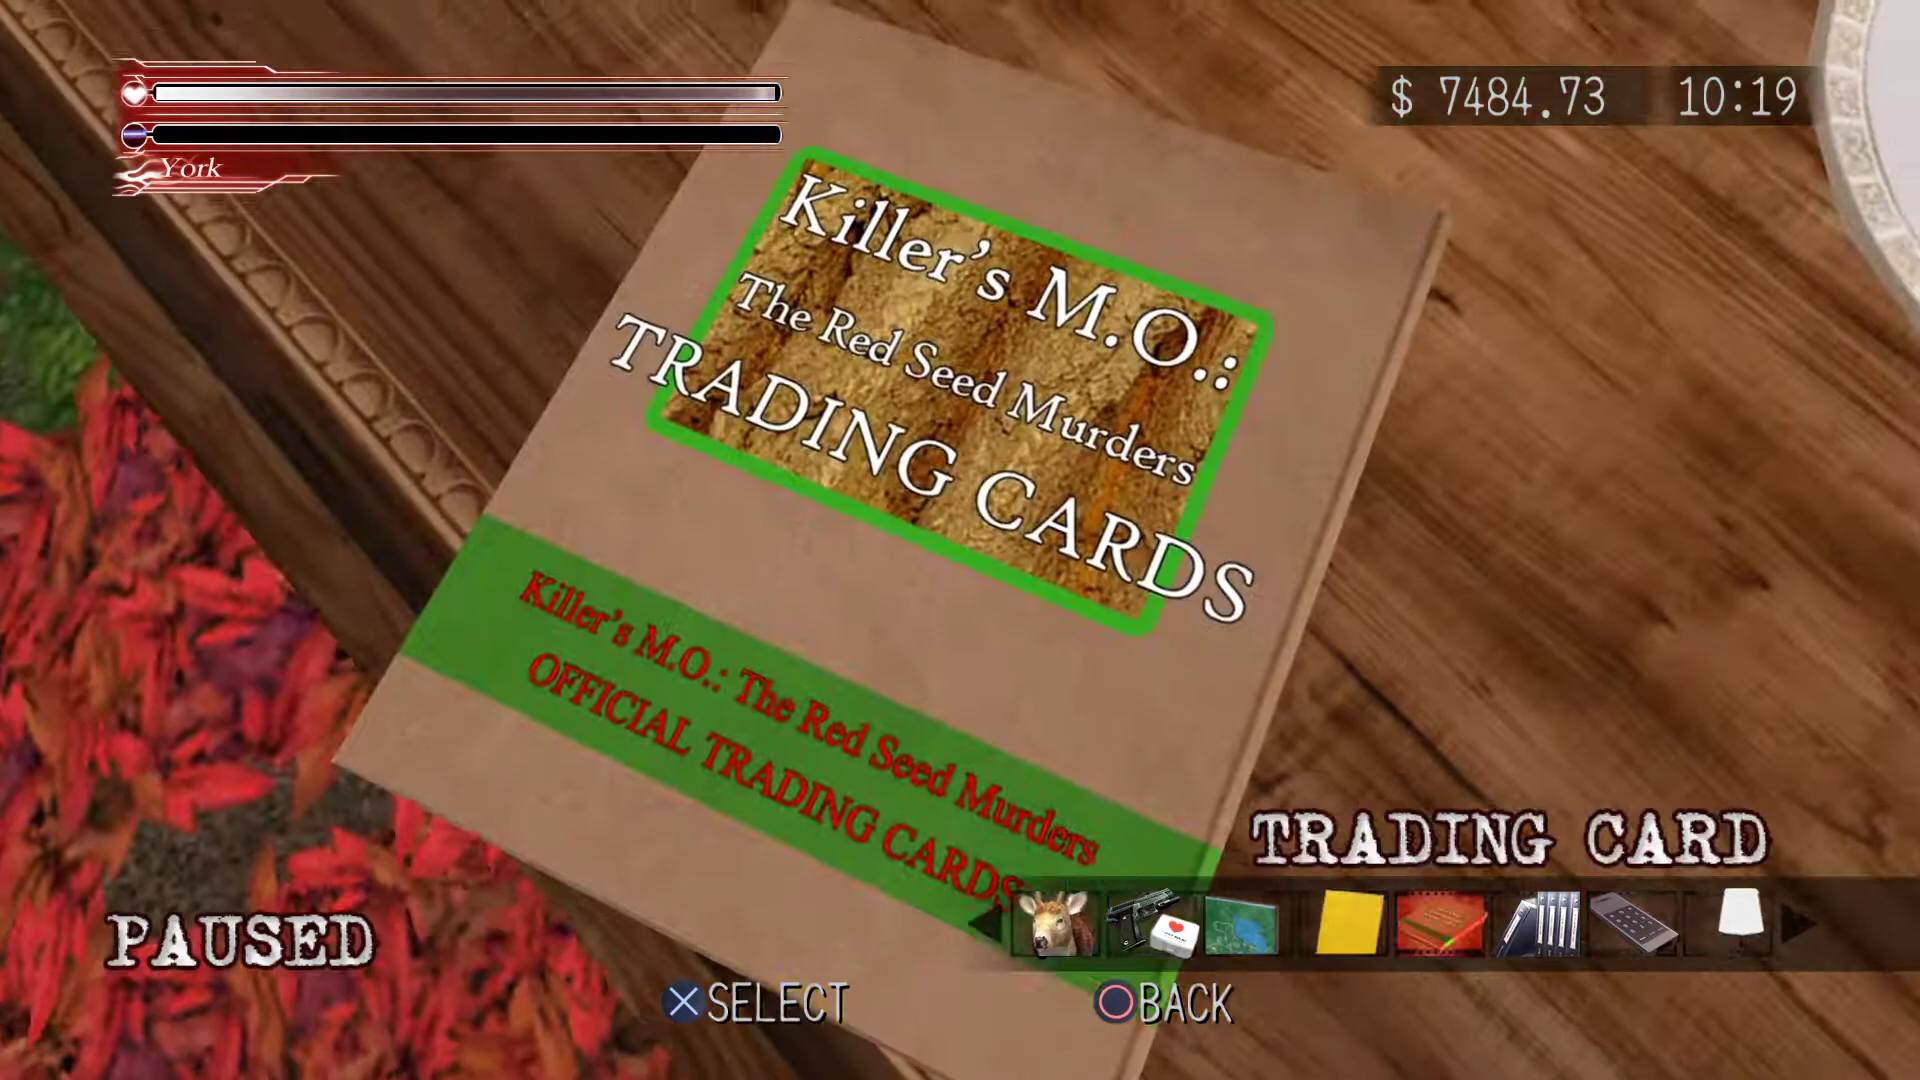 $ 7484.73 10:19
York
Killer's M.O.:
The Red Seed Murders
TRADING CARDS
Killer's M.O.: The Red Seed Murders
OFFICIAL TRADING CARDS
TRADING CARD
PAUSED
SELECT BACK